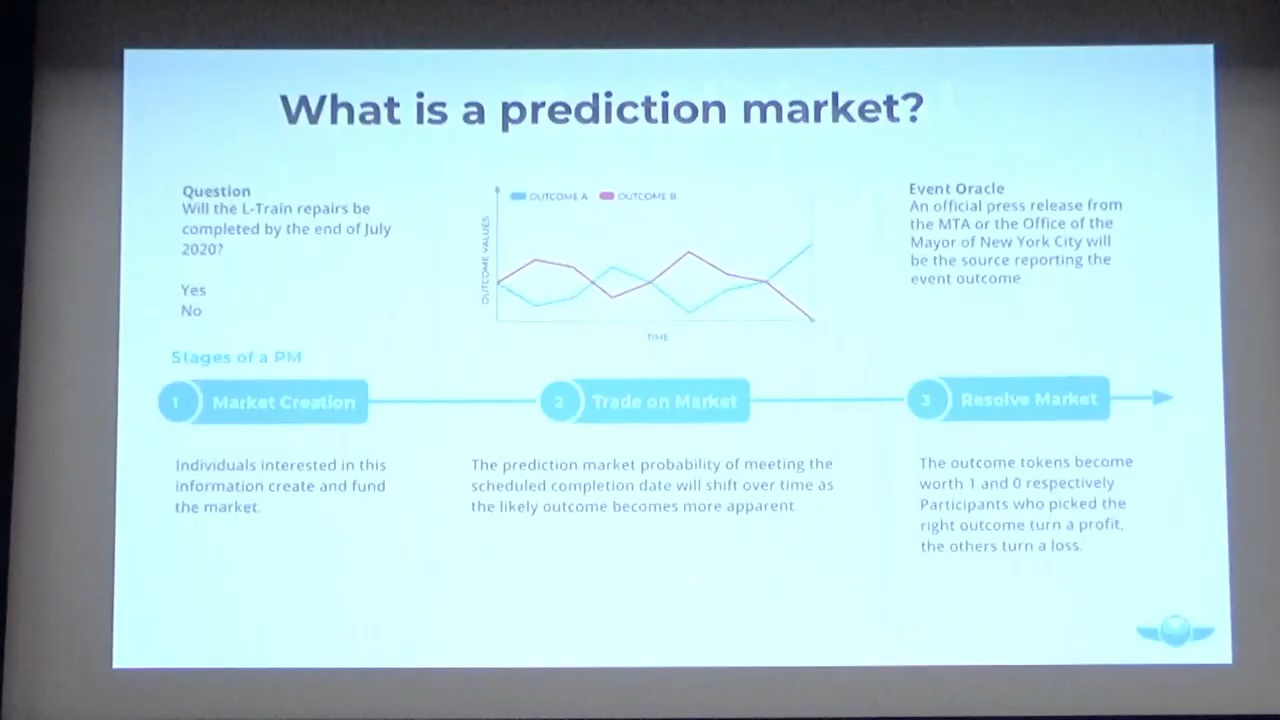 What is a prediction market?
Question
Will the L-Train repairs be
completed by the end of July
2020?
Yes
No
OUTCOME A
OUTCOME B
OUTCOME VALUES
TIME
Event Oracle
An official press release from
the MTA or the Office of the
Mayor of New York City will
be the source reporting the
event outcome
Stages of a PM
1 Market Creation
2 Trade on Market
3 Resolve Market
Individuals interested in this
information create and fund
the market.
The prediction market probability of meeting the
scheduled completion date will shift over time as
the likely outcome becomes more apparent.
The outcome tokens become
worth 1 and 0 respectively
Participants who picked the
right outcome turn a profit,
the others turn a loss.